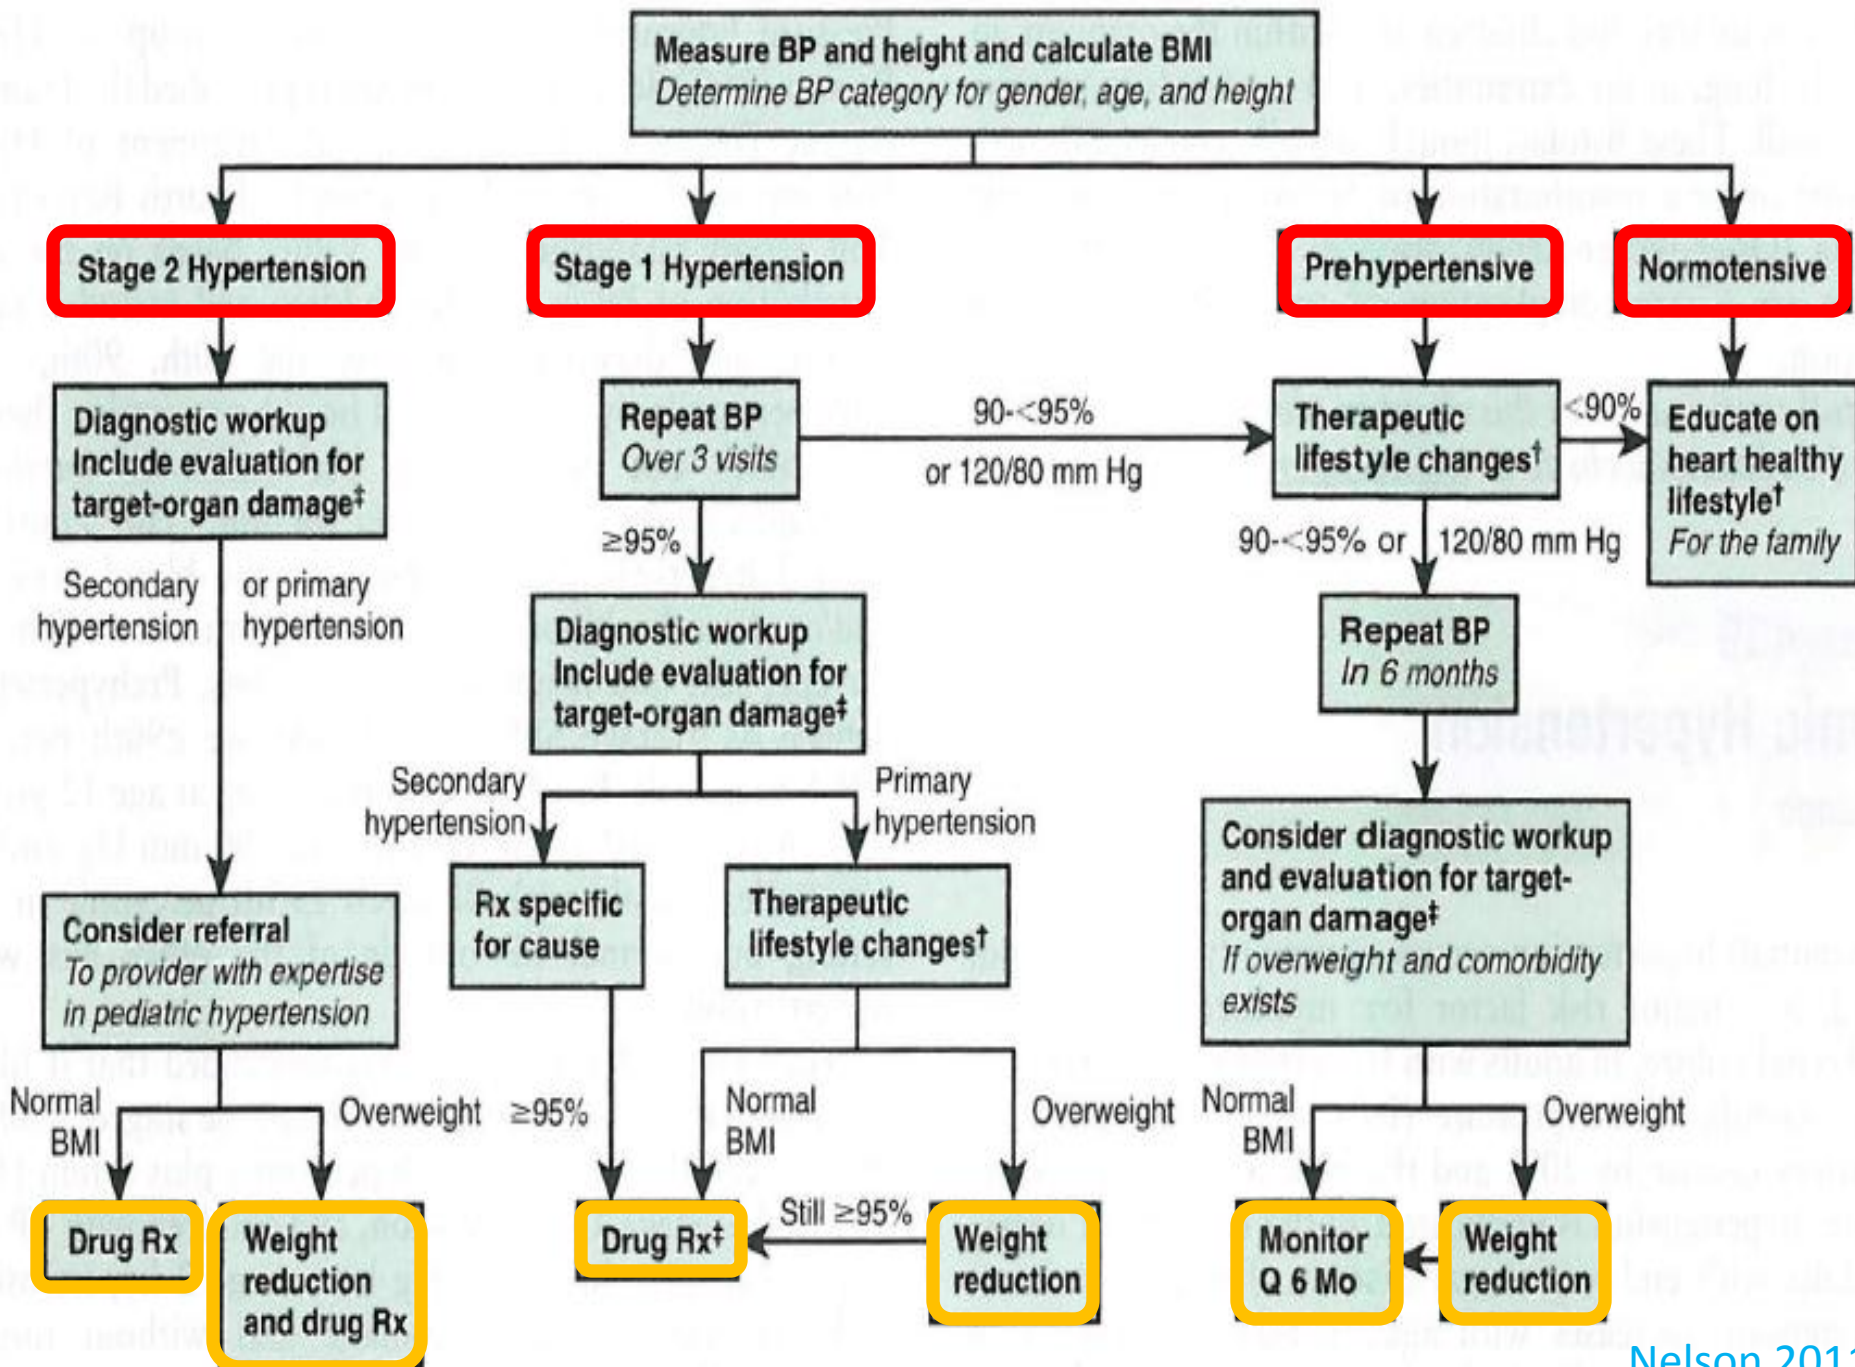 Measure BP and height and calculate BMI
Determine BP category for gender, age, and height
Stage 2 Hypertension
Stage 1 Hypertension
Prehypertensive
Normotensive
Diagnostic workup
Include evaluation for
target-organ damage‡
Repeat BP
Over 3 visits
90-<95%
or 120/80 mm Hg
Therapeutic
lifestyle changes†
<90%
Educate on
heart healthy
lifestyle†
For the family
Secondary
hypertension
or primary
hypertension
≥95%
90-<95% or
120/80 mm Hg
Diagnostic workup
Include evaluation for
target-organ damage‡
Repeat BP
In 6 months
Secondary
hypertension
Primary
hypertension
Consider referral
To provider with expertise
in pediatric hypertension
Rx specific
for cause
Therapeutic
lifestyle changes†
Consider diagnostic workup
and evaluation for target-
organ damage‡
If overweight and comorbidity
exists
Normal
BMI
Overweight
≥95%
Normal
BMI
Overweight
Normal
BMI
Overweight
Drug Rx
Weight
reduction
and drug Rx
Drug Rx‡
Still ≥95%
Weight
reduction
Monitor
Q 6 Mo
Weight
reduction
Nelson 2011